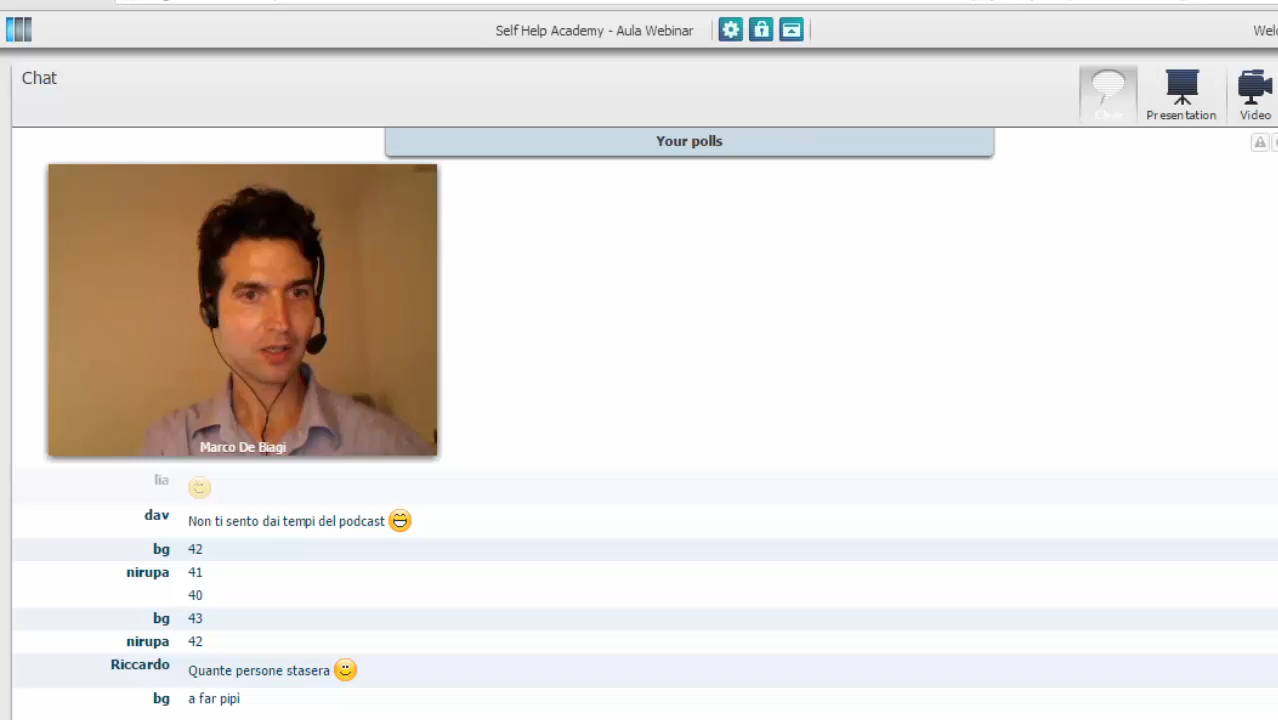 Self Help Academy - Aula Webinar
Welc
Chat
Chat
Presentation
Video
Your polls
Marco De Biagi
lia
dav Non ti sento dai tempi del podcast
bg 42
nirupa 41
40
bg 43
nirupa 42
Riccardo Quante persone stasera
bg a far pipi